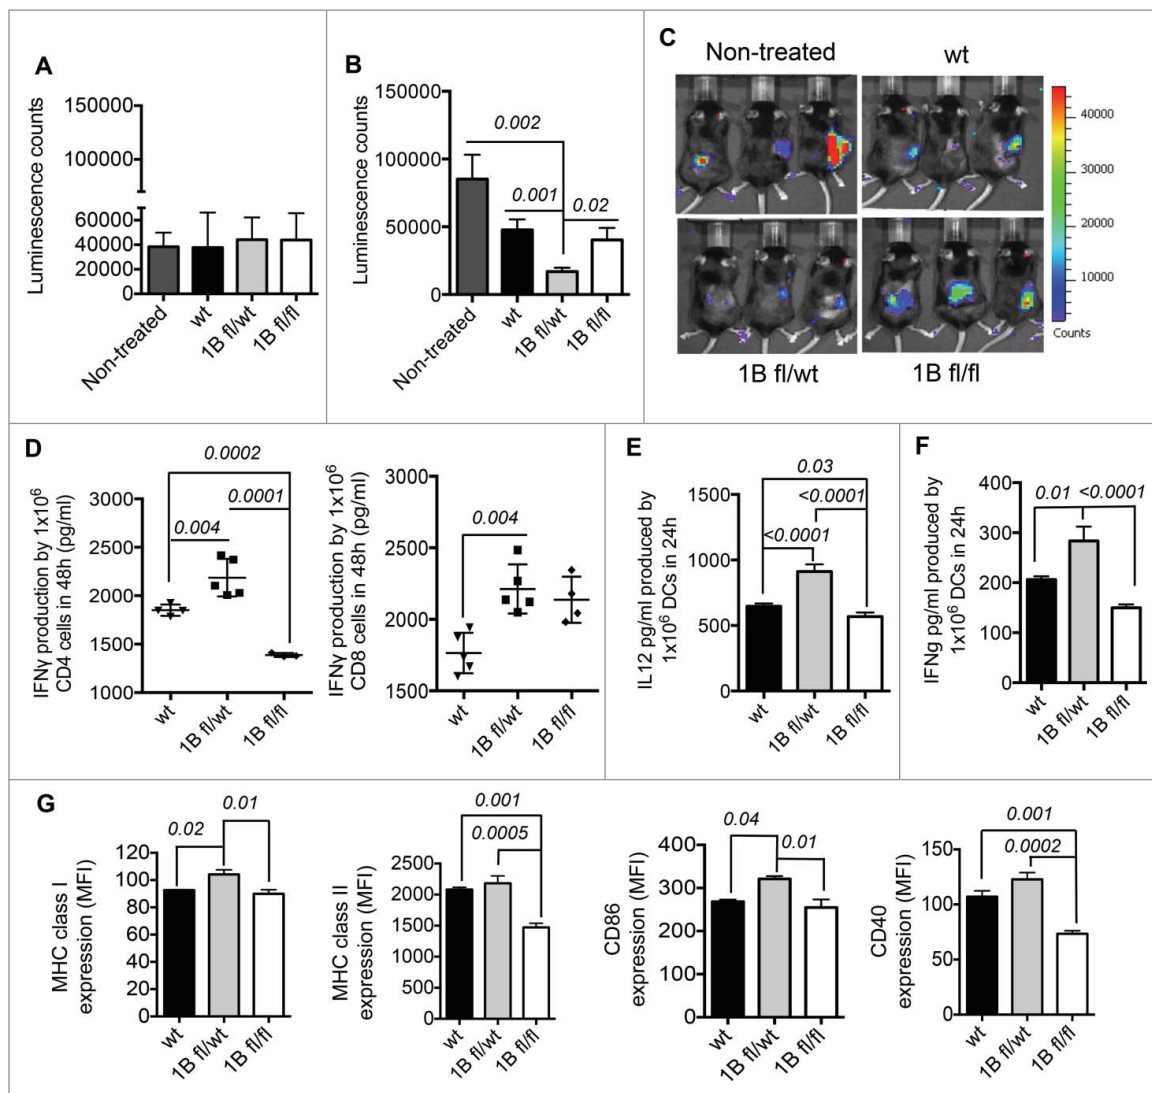 A
Luminescence counts
150000
100000
60000
40000
20000
0
Non-treated
wt
1B fl/wt
1B fl/fl
B
Luminescence counts
150000
100000
50000
0
0.002
0.001
0.02
Non-treated
wt
1B fl/wt
1B fl/fl
C
Non-treated
wt
1B fl/wt
1B fl/fl
40000
30000
20000
10000
Counts
D
IFNγ production by 1x10⁶
CD4 cells in 48h (pg/ml)
3000
2500
2000
1500
1000
0.0002
0.0001
0.004
wt
1B fl/wt
1B fl/fl
IFNγ production by 1x10⁶
CD8 cells in 48h (pg/ml)
3000
2500
2000
1500
0.004
wt
1B fl/wt
1B fl/fl
E
IL12 pg/ml produced by
1x10⁶ DCs in 24h
1500
1000
500
0
0.03
<0.0001
<0.0001
wt
1B fl/wt
1B fl/fl
F
IFNg pg/ml produced by
1x10⁶ DCs in 24h
400
300
200
100
0
0.01
<0.0001
wt
1B fl/wt
1B fl/fl
G
MHC class I
expression (MFI)
120
100
80
60
40
20
0
0.01
0.02
wt
1B fl/wt
1B fl/fl
MHC class II
expression (MFI)
2500
2000
1500
1000
500
0
0.001
0.0005
wt
1B fl/wt
1B fl/fl
CD86
expression (MFI)
400
300
200
100
0
0.04
0.01
wt
1B fl/wt
1B fl/fl
CD40
expression (MFI)
150
100
50
0
0.001
0.0002
wt
1B fl/wt
1B fl/fl